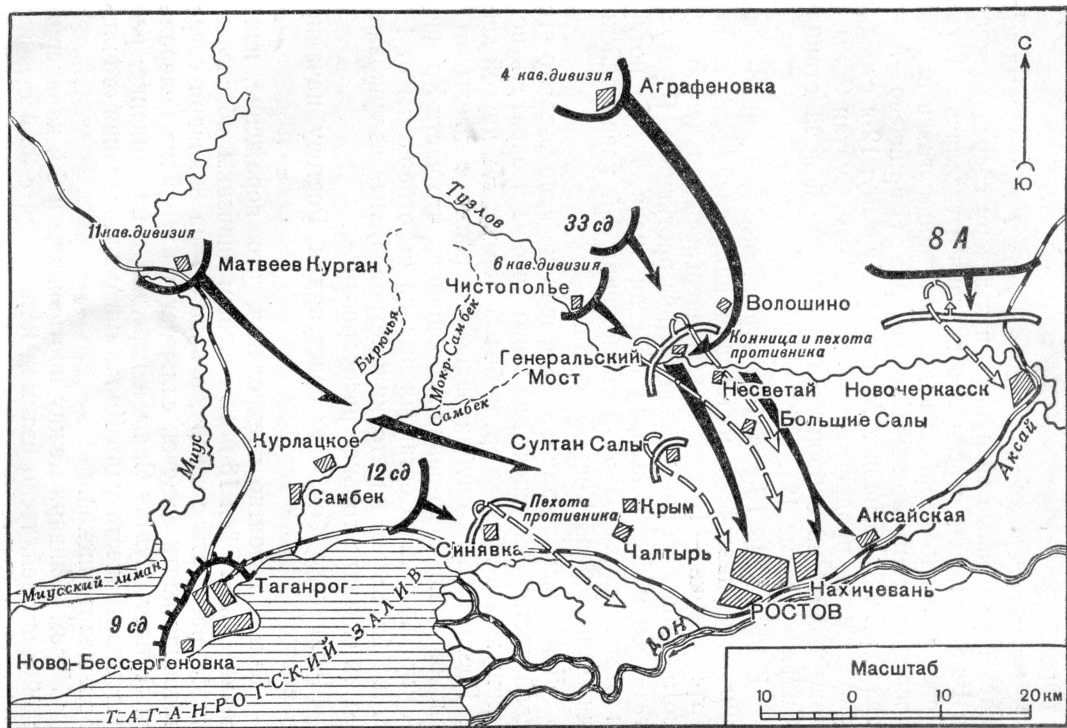 С
Ю
4 кав. дивизия
Аграфеновка
Тузлов
33 сд
8 А
11 кав. дивизия
Матвеев Курган
6 кав. дивизия
Чистополье
Волошино
Бирючья
Мокр. Самбек
Генеральский
Мост
Конница и пехота
противника
Несветай
Новочеркасск
Самбек
Большие Салы
Миус
Курлацкое
Султан Салы
Аксай
12 сд
Самбек
Пехота
противника
Крым
Аксайская
Синявка
Чалтырь
Миусский лиман
Таганрог
Нахичевань
РОСТОВ
9 сд
ДОН
Ново-Бессергеновка
ТАГАНРОГСКИЙ ЗАЛИВ
Масштаб
10 0 10 20 км